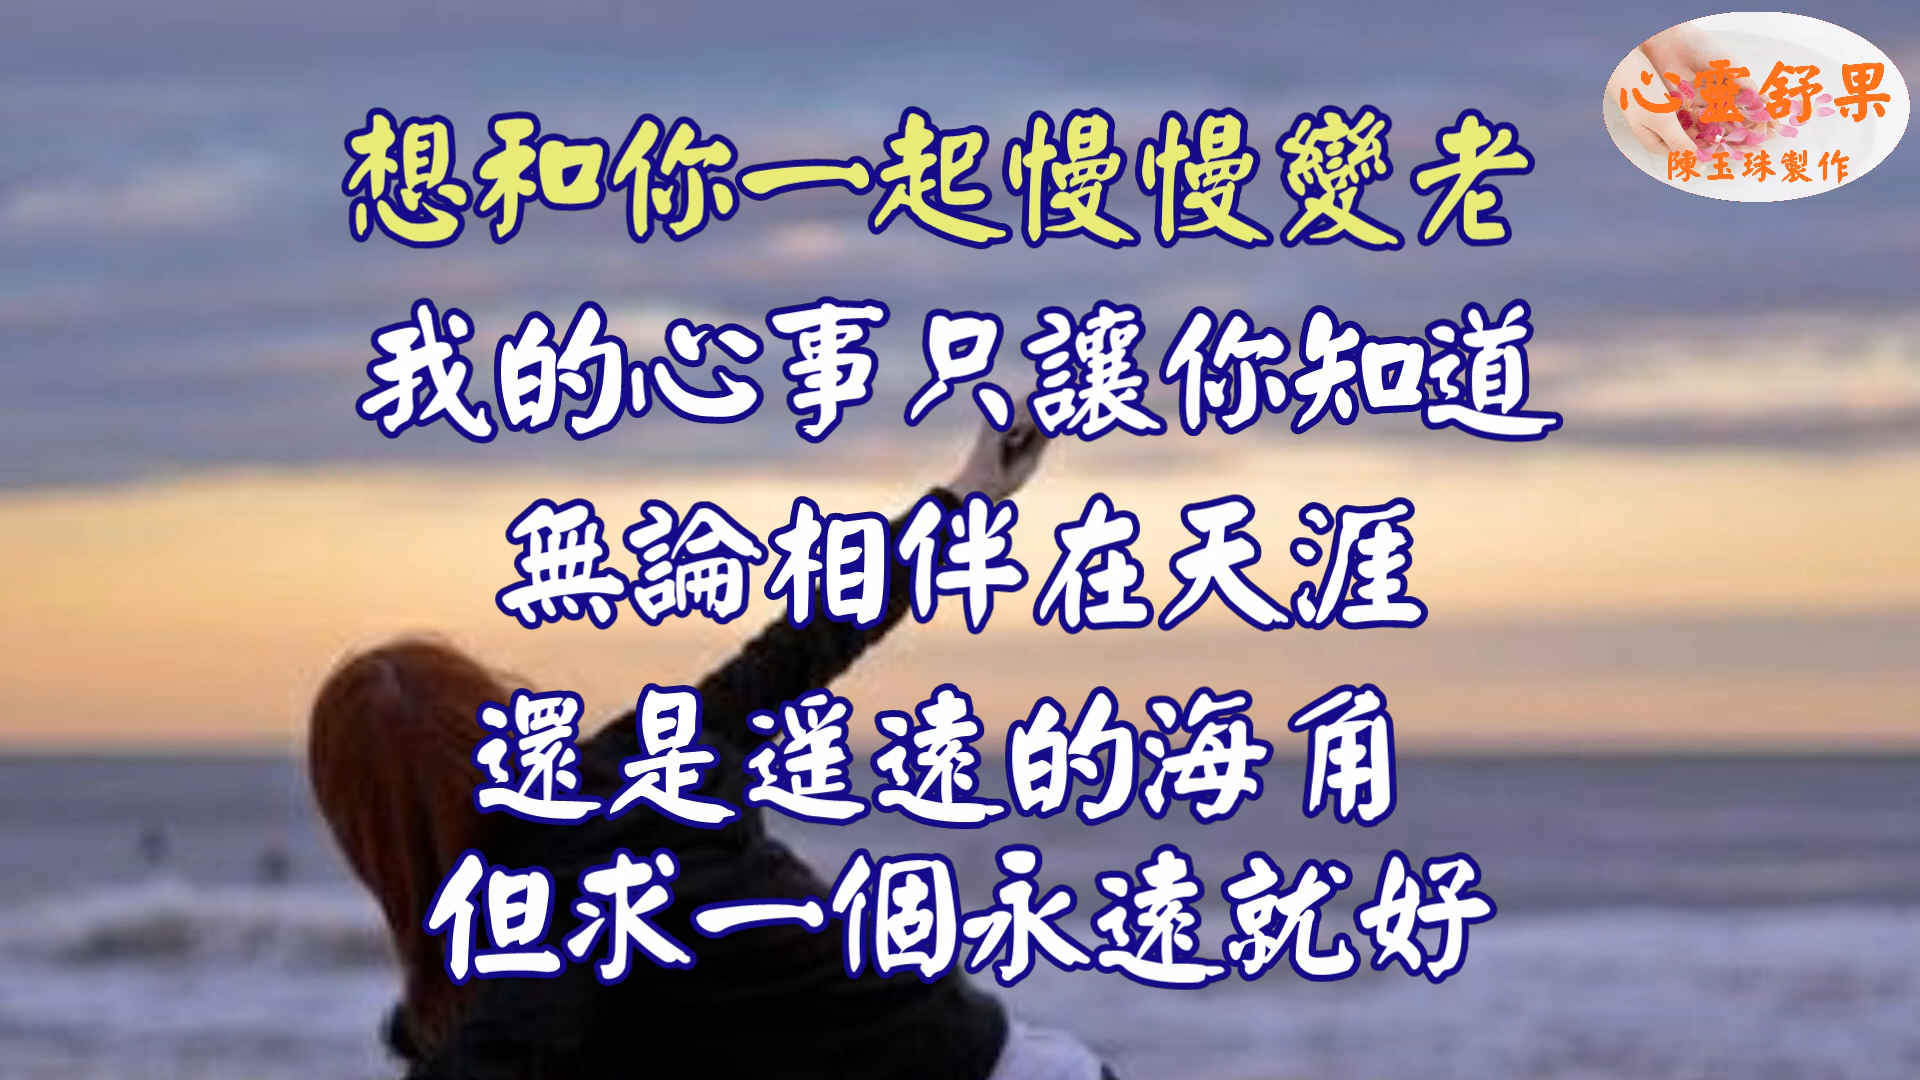 心靈舒果
陳玉珠製作
想和你一起慢慢變老
我的心事只讓你知道
無論相伴在天涯
還是遥遠的海角
但求一個永遠就好